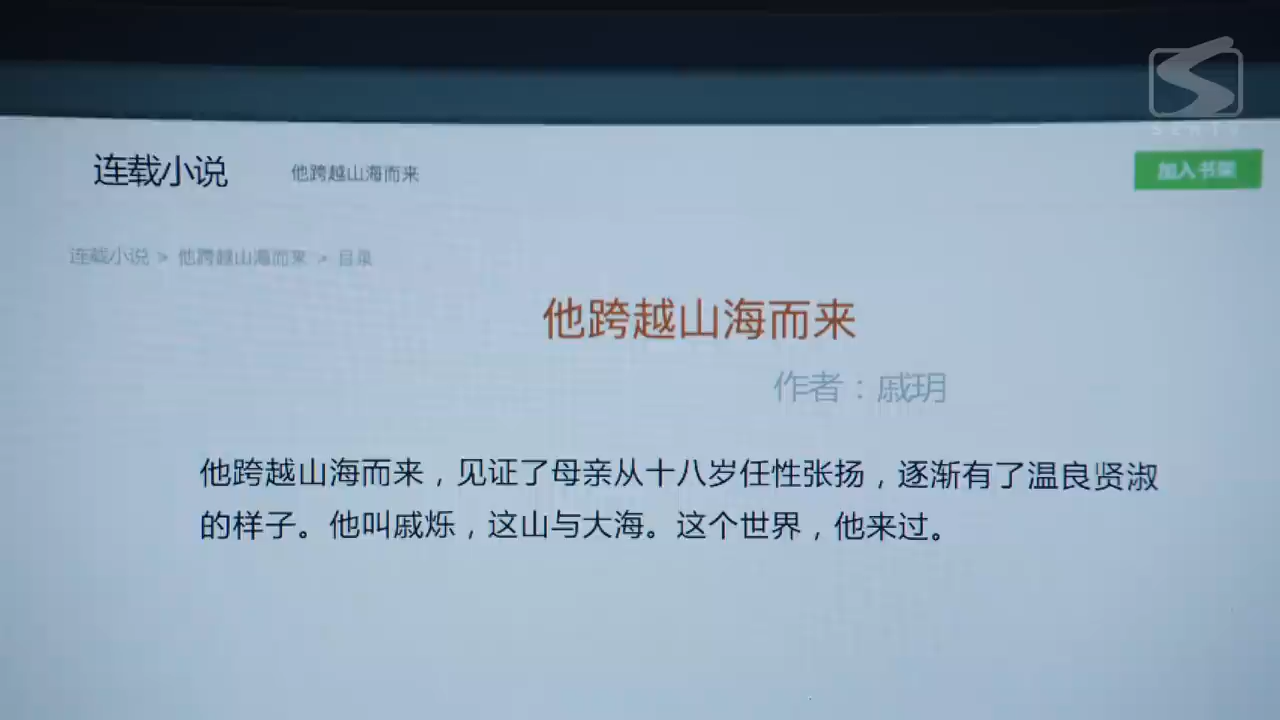 连载小说 他跨越山海而来
加入书架
连载小说 > 他跨越山海而来 > 目录
他跨越山海而来
作者：戚玥
他跨越山海而来，见证了母亲从十八岁任性张扬，逐渐有了温良贤淑
的样子。他叫戚烁，这山与大海。这个世界，他来过。